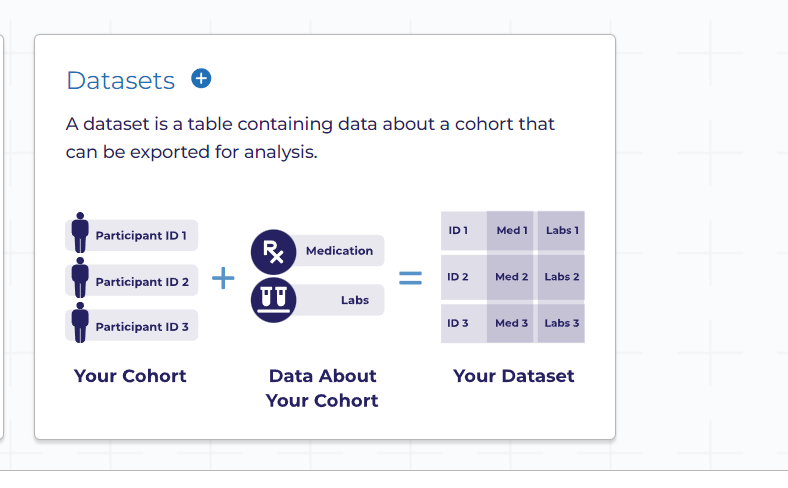 Datasets
A dataset is a table containing data about a cohort that
can be exported for analysis.
Participant ID 1
Participant ID 2
Participant ID 3
+
Rx
Medication
Labs
=
ID 1 Med 1 Labs 1
ID 2 Med 2 Labs 2
ID 3 Med 3 Labs 3
Your Cohort
Data About
Your Cohort
Your Dataset